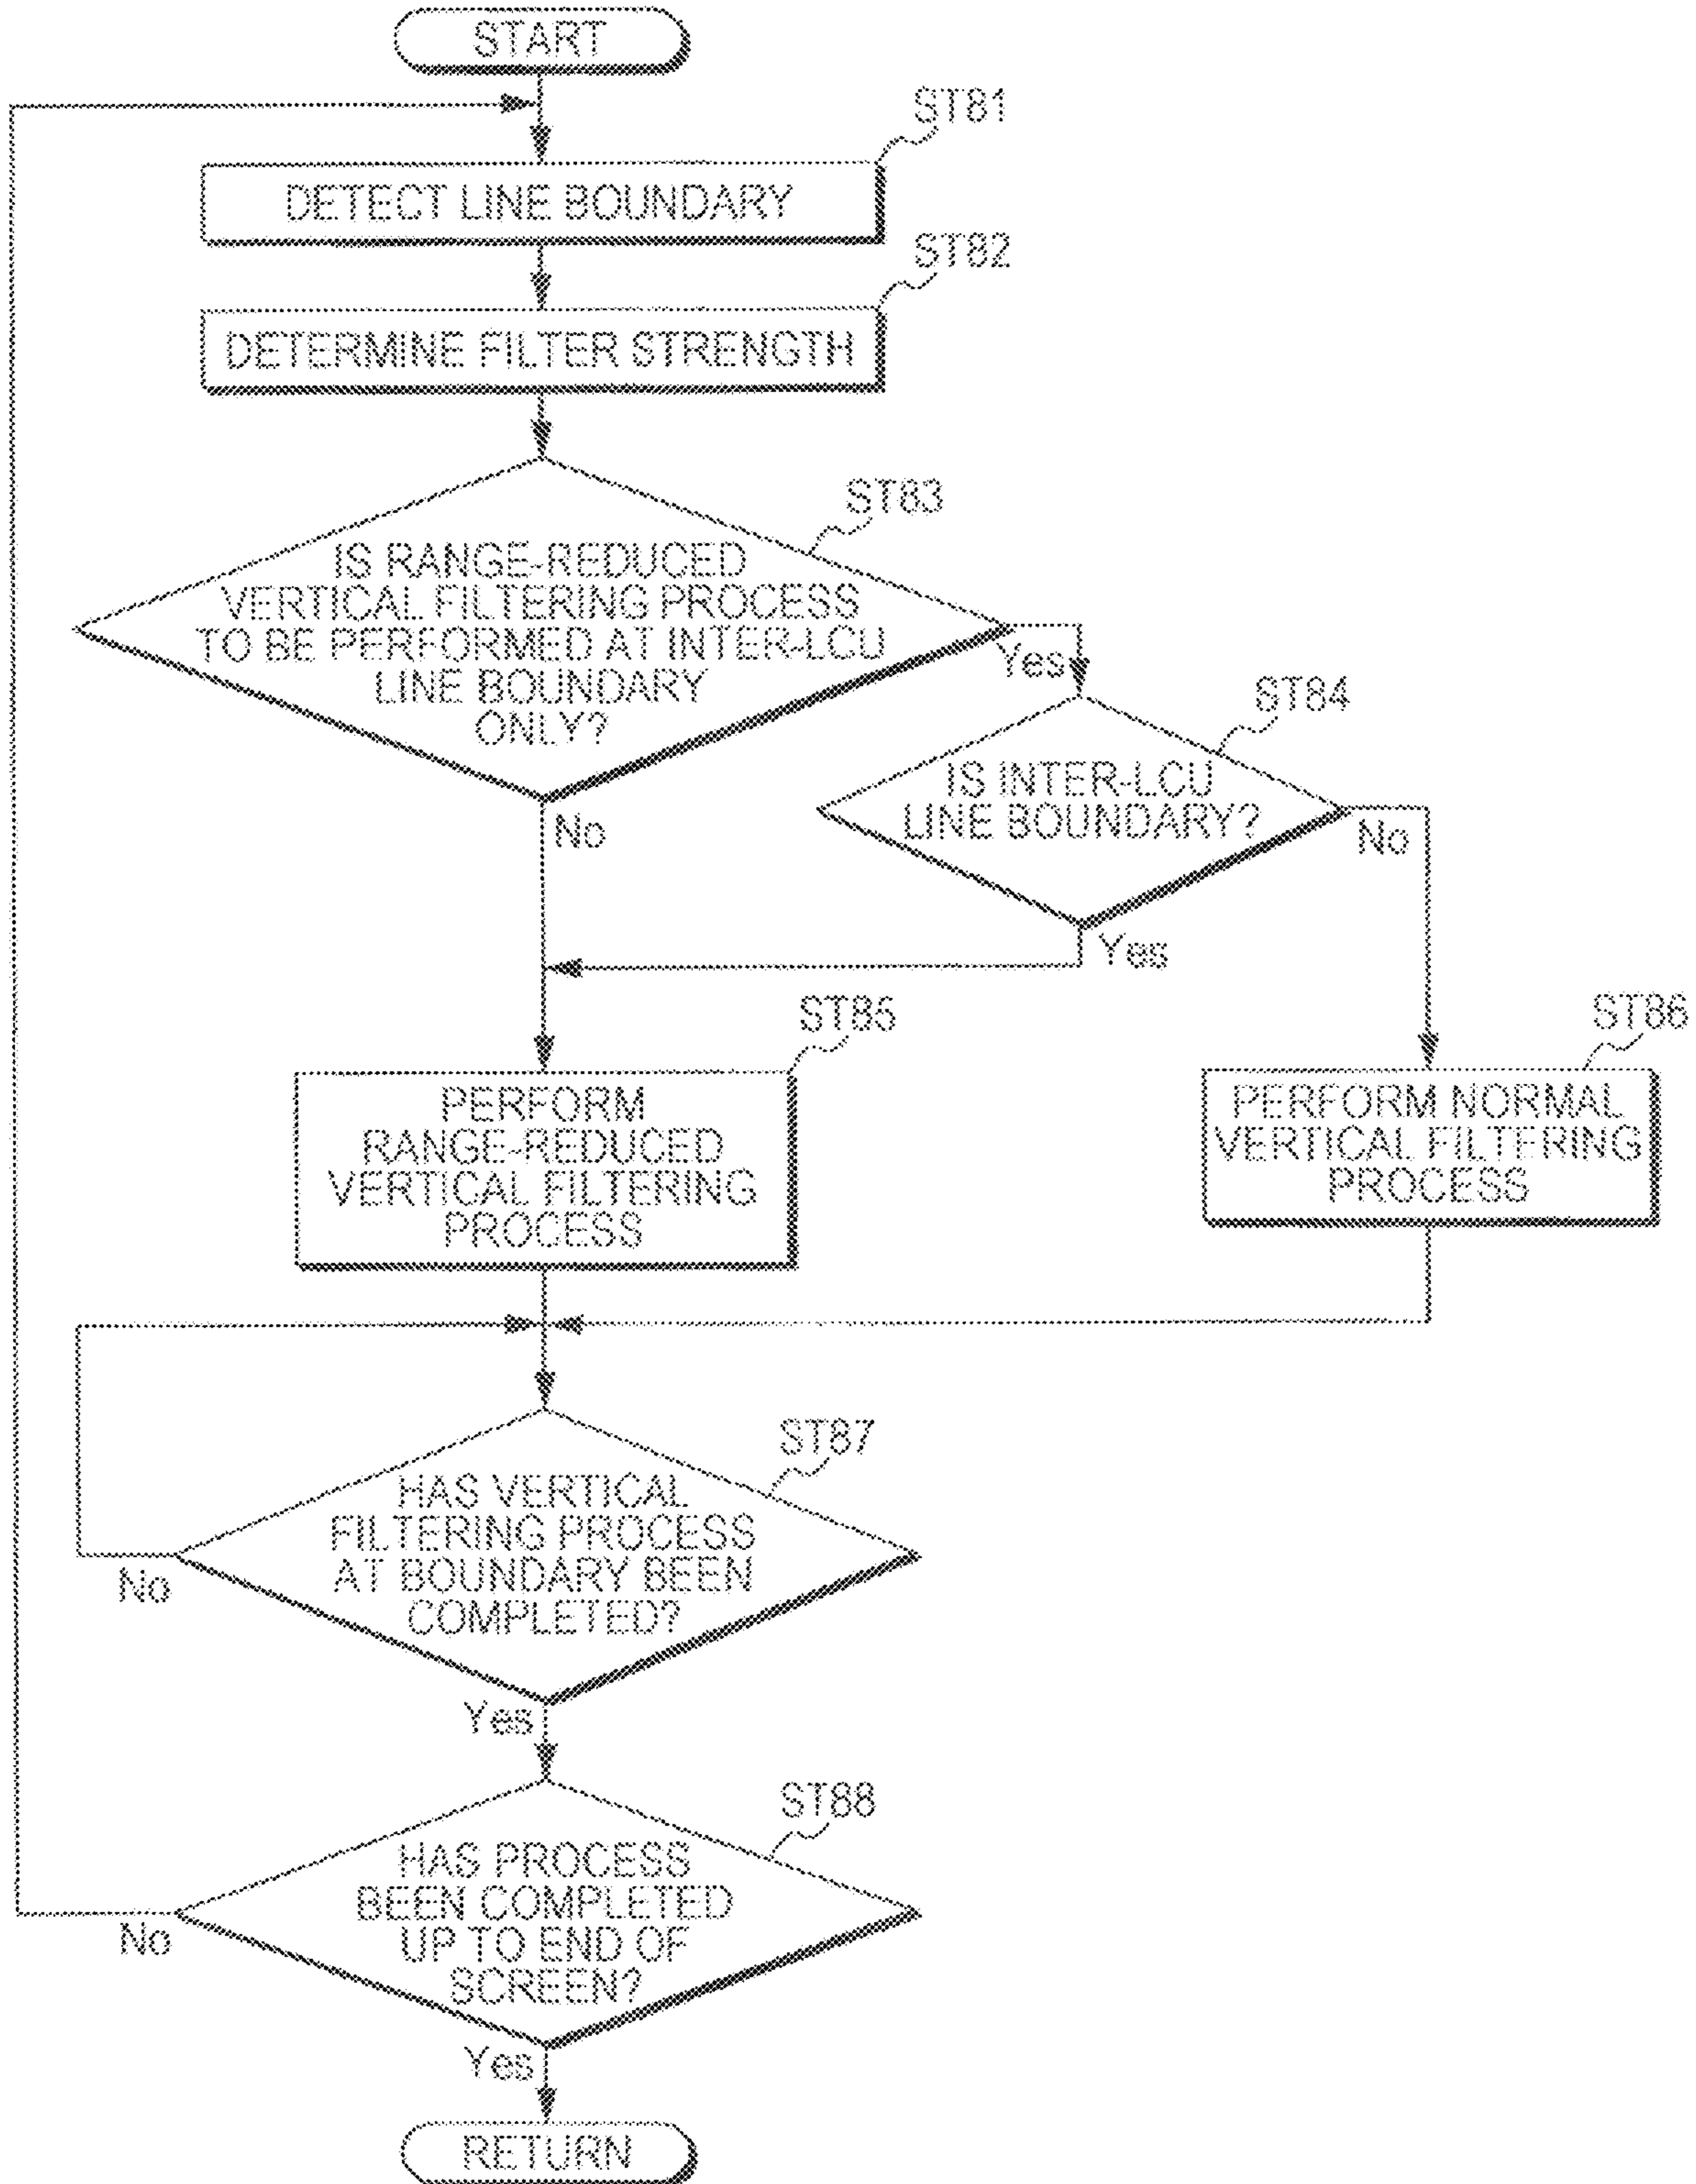 START
ST81
DETECT LINE BOUNDARY
ST82
DETERMINE FILTER STRENGTH
ST83
IS RANGE-REDUCED
VERTICAL FILTERING PROCESS
TO BE PERFORMED AT INTER-LCU
LINE BOUNDARY
ONLY?
Yes
No
ST84
IS INTER-LCU
LINE BOUNDARY?
No
Yes
ST85
PERFORM
RANGE-REDUCED
VERTICAL FILTERING
PROCESS
ST86
PERFORM NORMAL
VERTICAL FILTERING
PROCESS
ST87
HAS VERTICAL
FILTERING PROCESS
AT BOUNDARY BEEN
COMPLETED?
No
Yes
ST88
HAS PROCESS
BEEN COMPLETED
UP TO END OF
SCREEN?
No
Yes
RETURN